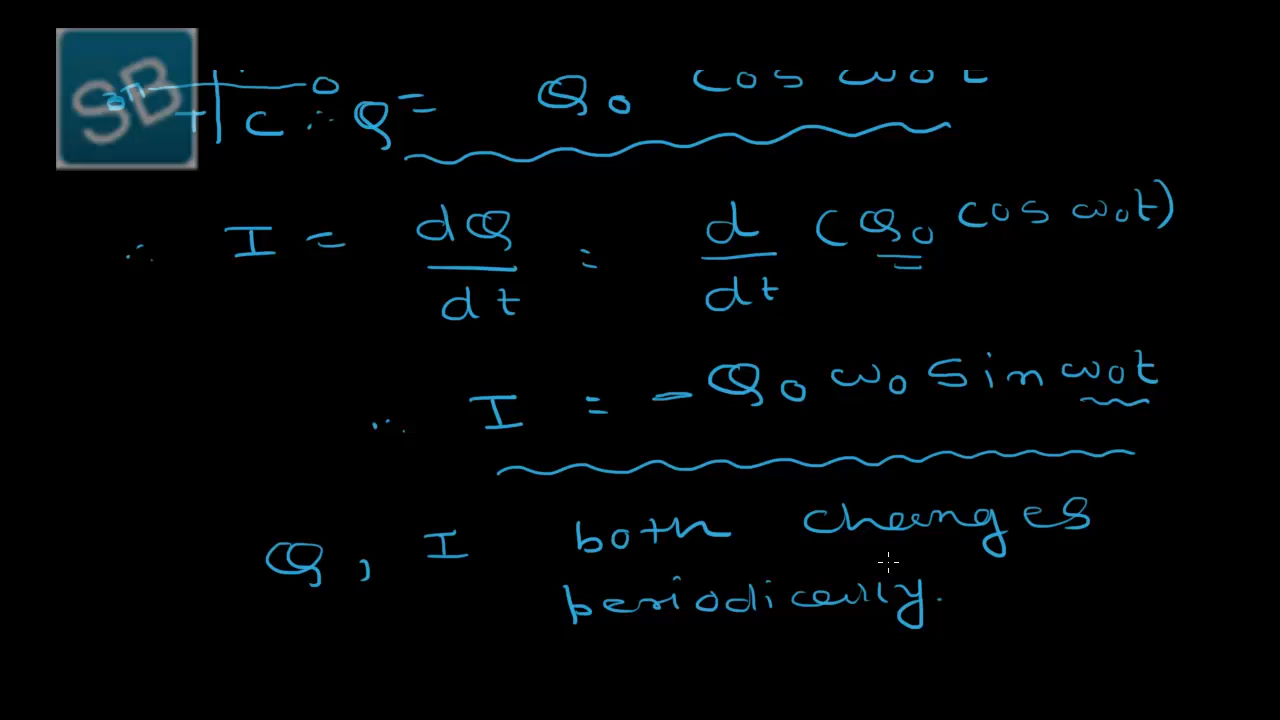 SB
C ∴ Q = Q₀ cos ω₀t
∴ I = dQ/dt = d/dt (Q₀ cos ω₀t)
∴ I = - Q₀ ω₀ sin ω₀t
Q, I both changes
periodically.